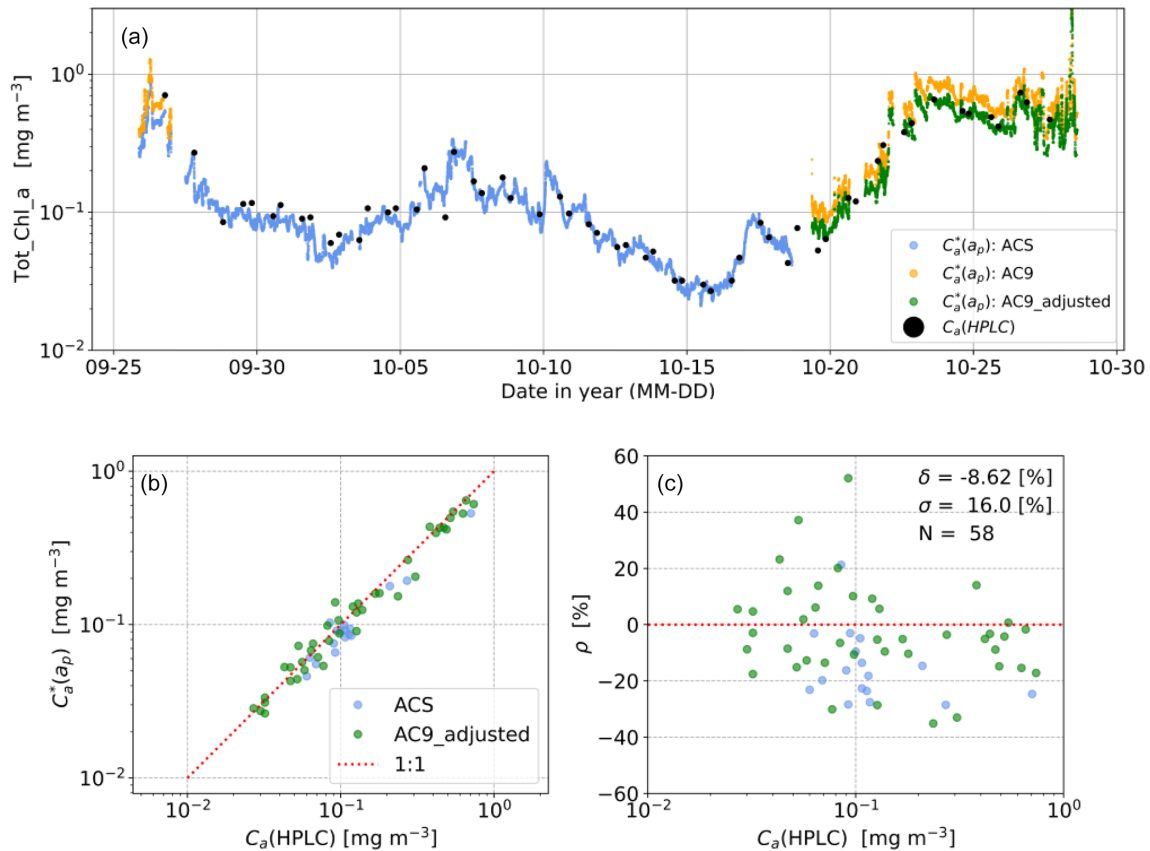 (a)
Tot_Chl_a [mg m⁻³]
10⁰
10⁻¹
10⁻²
C*ₐ(aₚ): ACS
C*ₐ(aₚ): AC9
C*ₐ(aₚ): AC9_adjusted
Cₐ(HPLC)
09-25 09-30 10-05 10-10 10-15 10-20 10-25 10-30
Date in year (MM-DD)
(b)
C*ₐ(aₚ) [mg m⁻³]
10⁰
10⁻¹
10⁻²
ACS
AC9_adjusted
1:1
10⁻² 10⁻¹ 10⁰
Cₐ(HPLC) [mg m⁻³]
(c)
δ = -8.62 [%]
σ = 16.0 [%]
N = 58
ρ [%]
60
40
20
0
−20
−40
−60
10⁻² 10⁻¹ 10⁰
Cₐ(HPLC) [mg m⁻³]